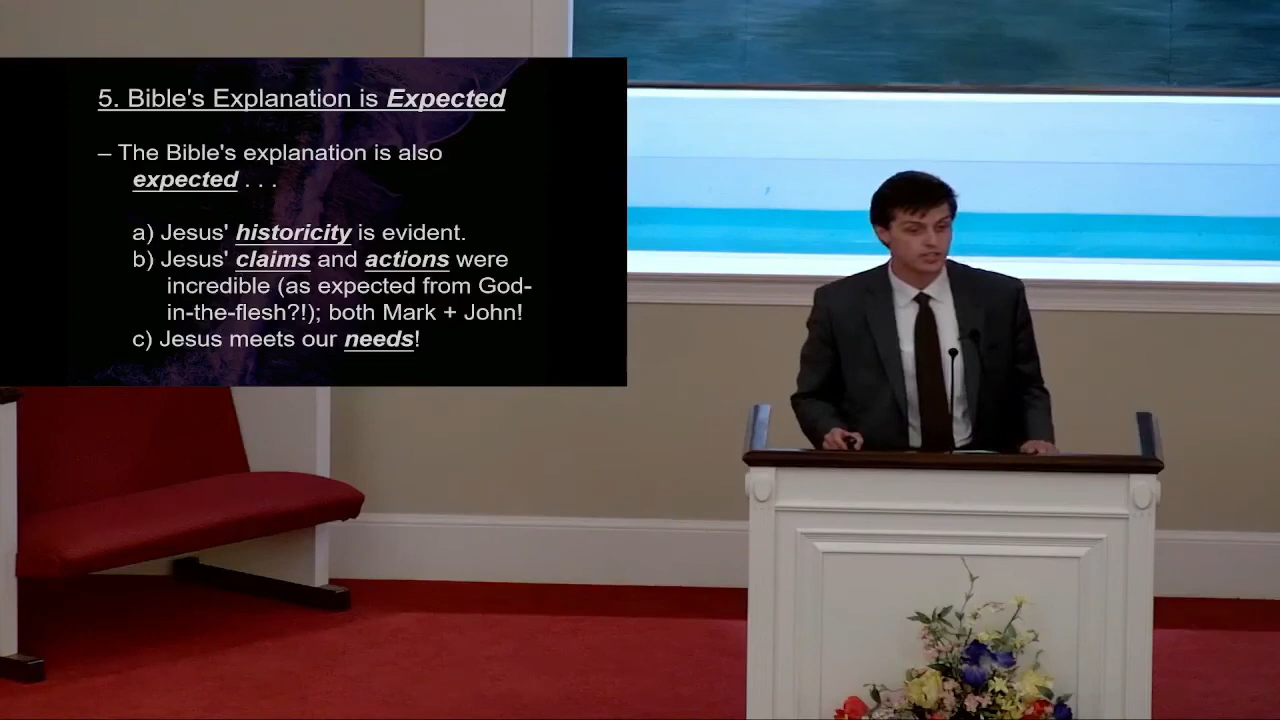 5. Bible's Explanation is Expected
– The Bible's explanation is also
expected . . .
a) Jesus' historicity is evident.
b) Jesus' claims and actions were
incredible (as expected from God-
in-the-flesh?!); both Mark + John!
c) Jesus meets our needs!